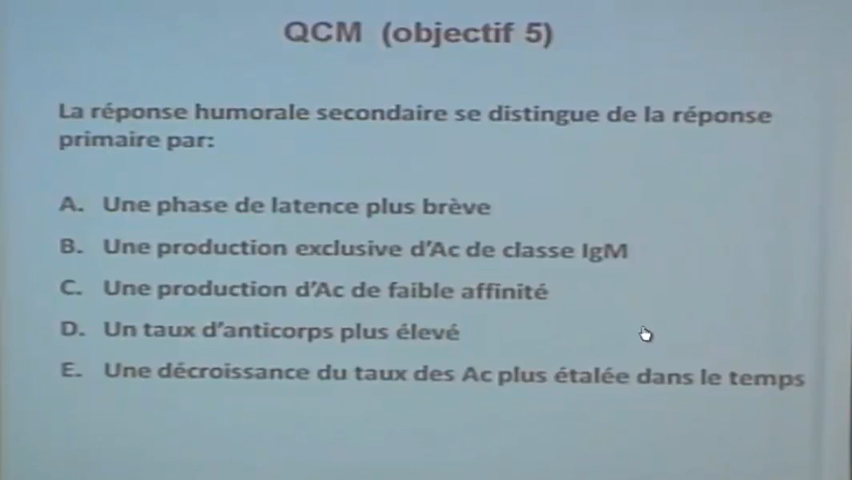 QCM (objectif 5)
La réponse humorale secondaire se distingue de la réponse
primaire par:
A. Une phase de latence plus brève
B. Une production exclusive d'Ac de classe IgM
C. Une production d'Ac de faible affinité
D. Un taux d'anticorps plus élevé
E. Une décroissance du taux des Ac plus étalée dans le temps